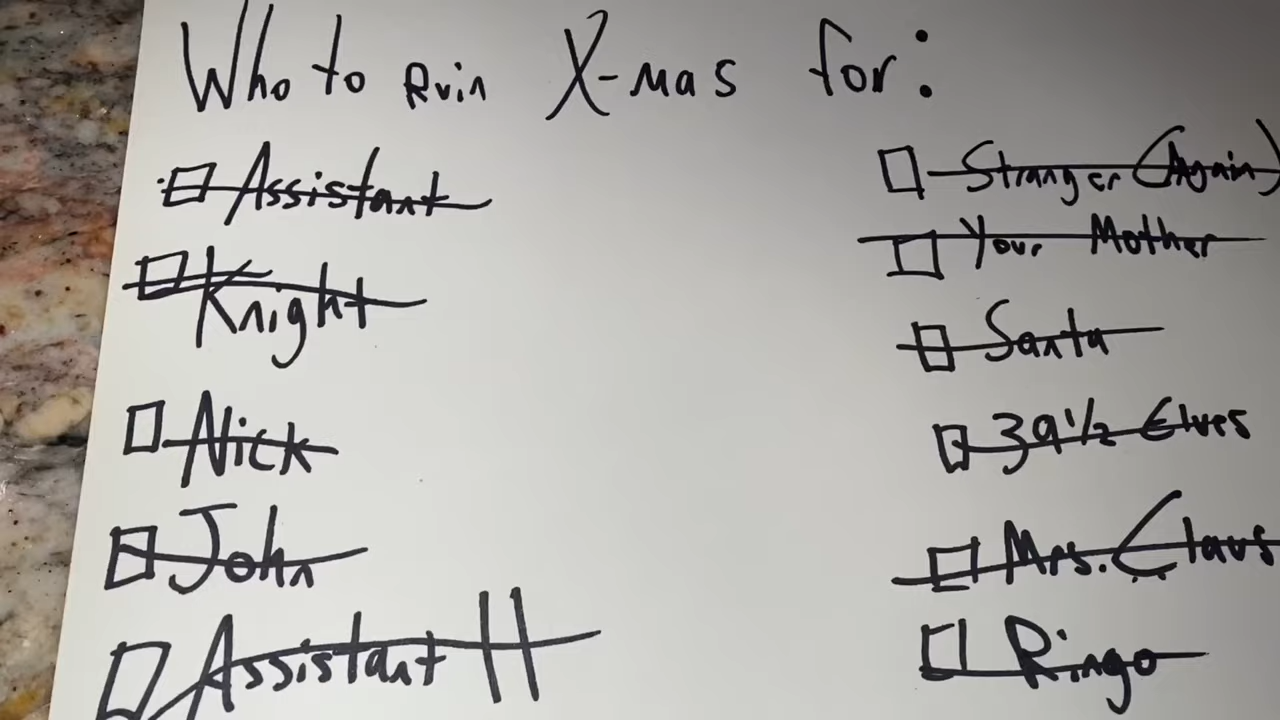 Who to Ruin X-mas for:
Assistant
Knight
Nick
John
Assistant II
Stranger (Again)
Your Mother
Santa
39½ Elves
Mrs. Claus
Ringo